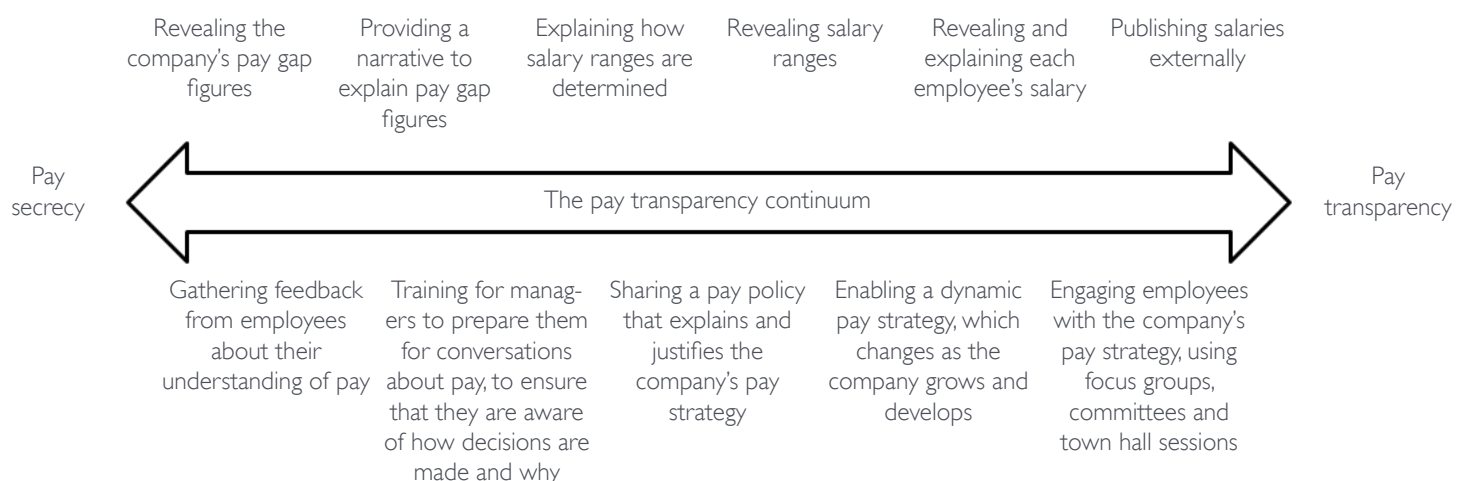 Revealing the
company's pay gap
figures
Providing a
narrative to
explain pay gap
figures
Explaining how
salary ranges are
determined
Revealing salary
ranges
Revealing and
explaining each
employee's salary
Publishing salaries
externally
Pay
secrecy
The pay transparency continuum
Pay
transparency
Gathering feedback
from employees
about their
understanding of pay
Training for manag-
ers to prepare them
for conversations
about pay, to ensure
that they are aware
of how decisions are
made and why
Sharing a pay policy
that explains and
justifies the
company's pay
strategy
Enabling a dynamic
pay strategy, which
changes as the
company grows and
develops
Engaging employees
with the company's
pay strategy, using
focus groups,
committees and
town hall sessions